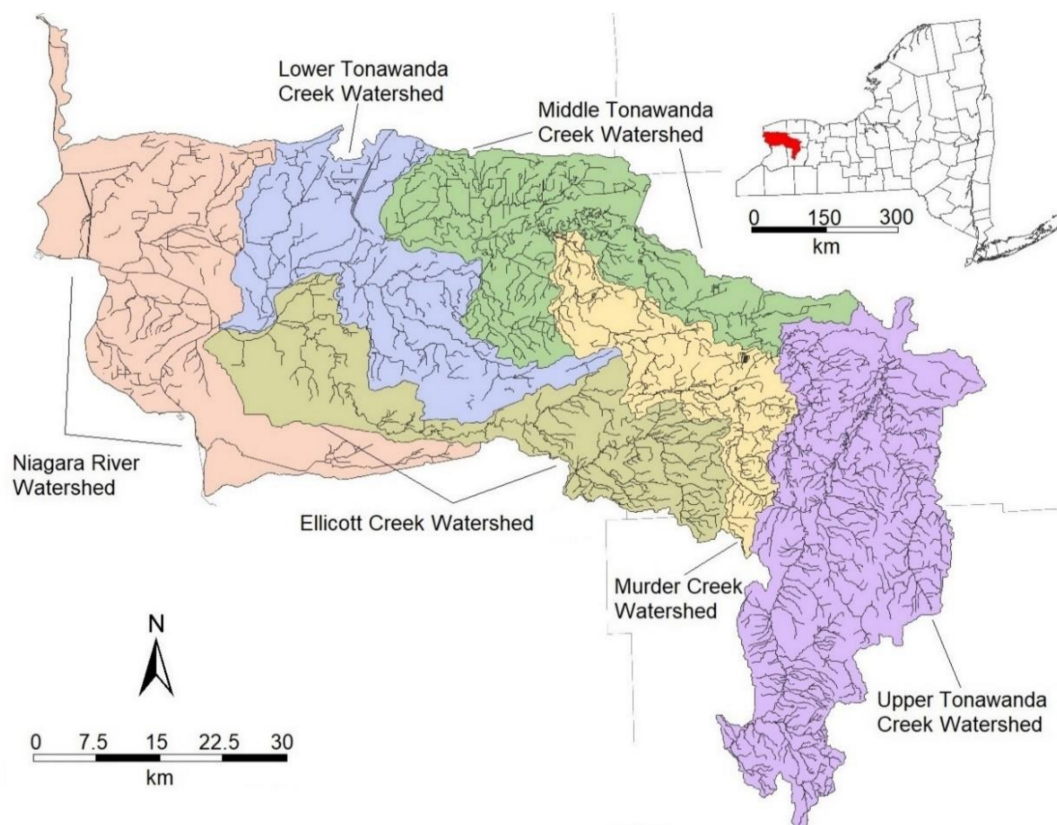 Lower Tonawanda
Creek Watershed
Middle Tonawanda
Creek Watershed
0 150 300
km
Niagara River
Watershed
Ellicott Creek Watershed
Murder Creek
Watershed
Upper Tonawanda
Creek Watershed
N
0 7.5 15 22.5 30
km